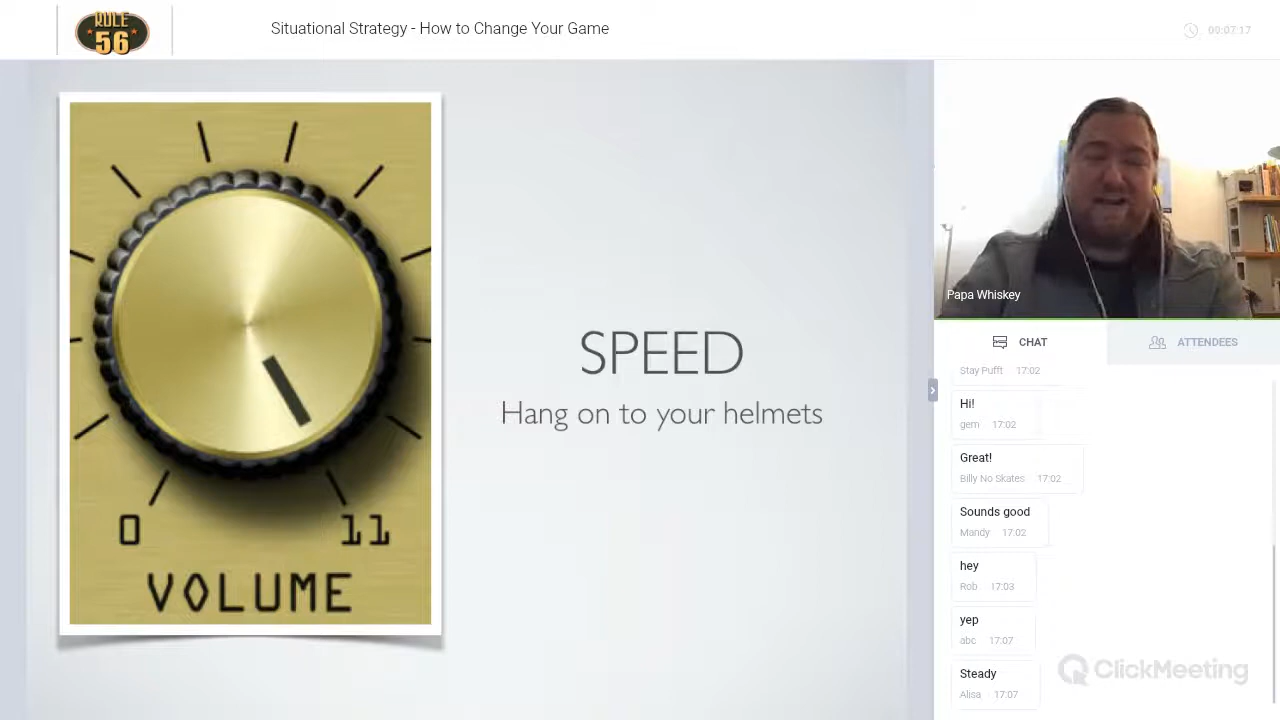 RULE
56
Situational Strategy - How to Change Your Game
00:07:17
0 11
VOLUME
SPEED
Hang on to your helmets
Papa Whiskey
CHAT
ATTENDEES
Stay Pufft 17:02
Hi!
gem 17:02
Great!
Billy No Skates 17:02
Sounds good
Mandy 17:02
hey
Rob 17:03
yep
abc 17:07
Steady
Alisa 17:07
ClickMeeting